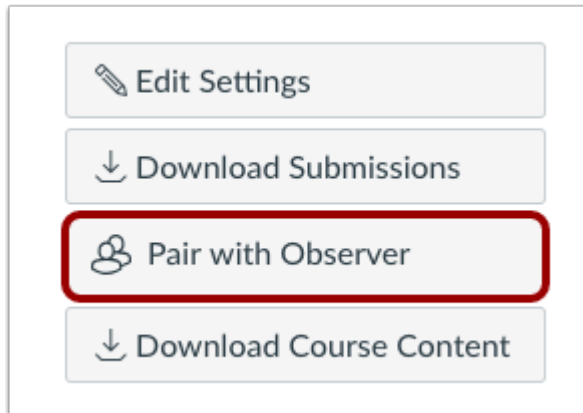 Edit Settings
Download Submissions
Pair with Observer
Download Course Content